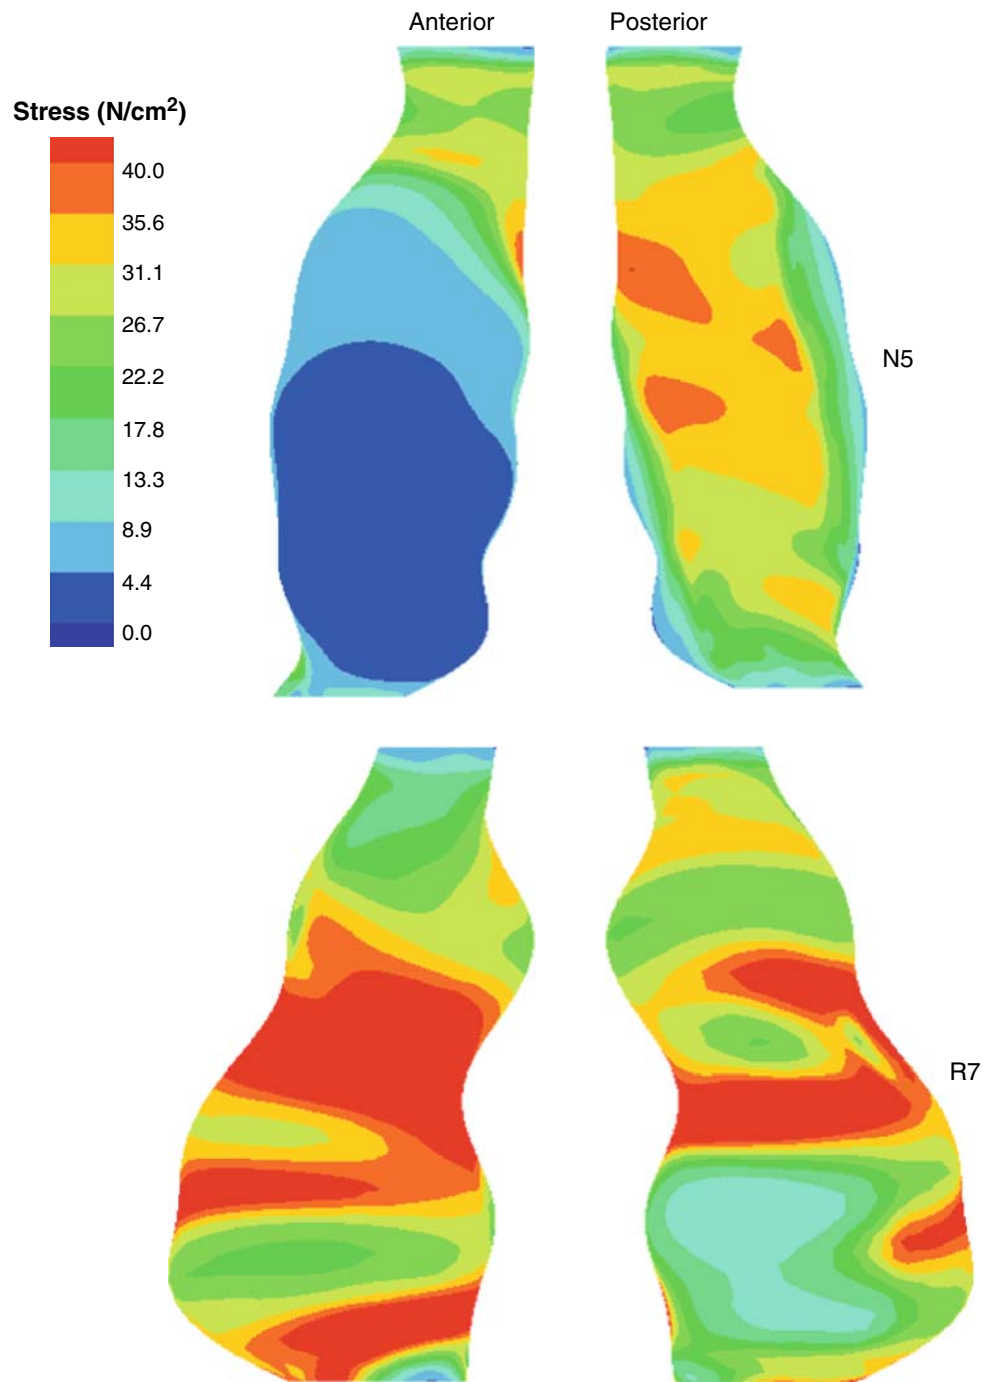 Anterior
Posterior
Stress (N/cm²)
40.0
35.6
31.1
26.7
22.2
17.8
13.3
8.9
4.4
0.0
N5
R7